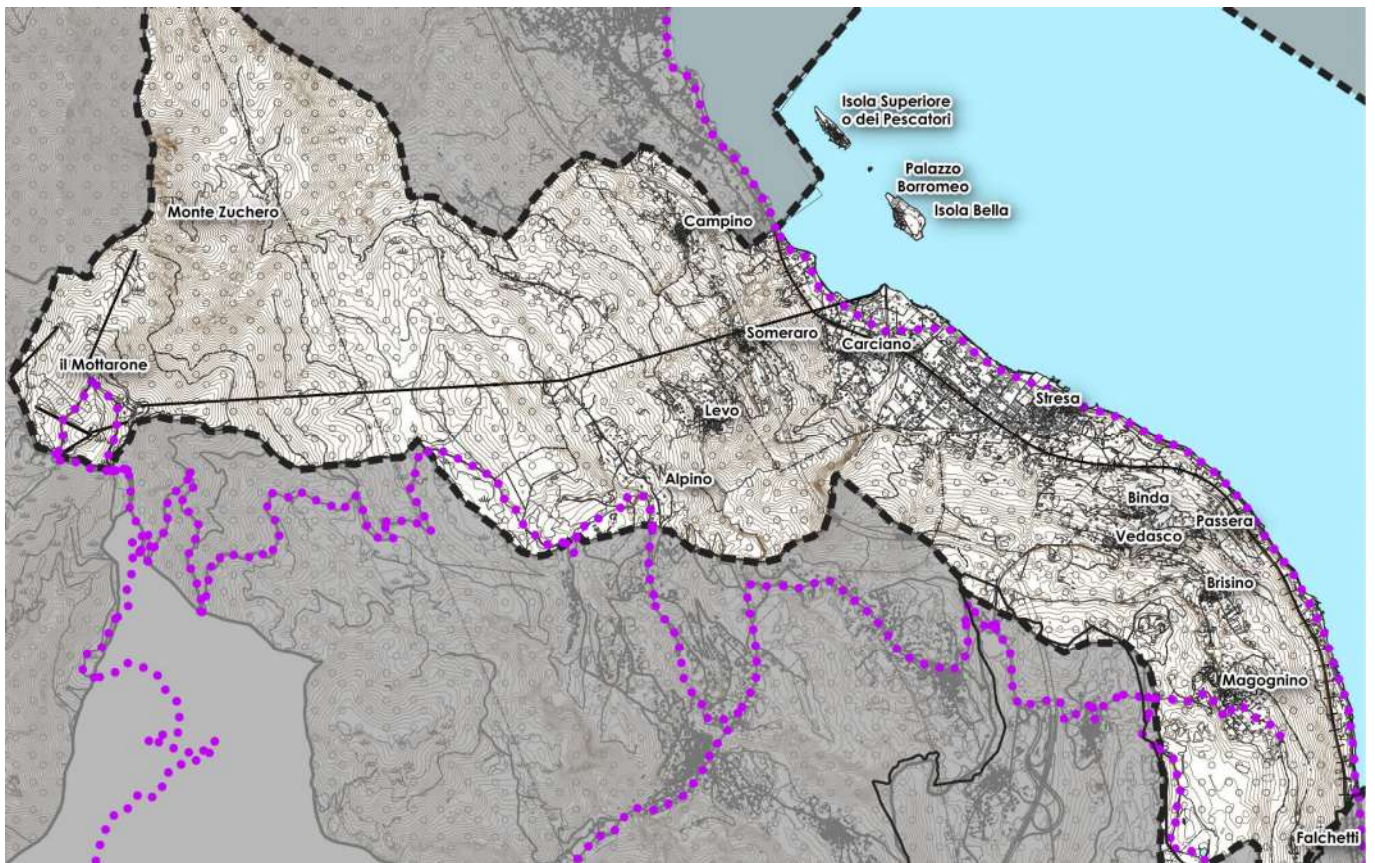 Isola Superiore
o dei Pescatori
Palazzo
Borromeo
Isola Bella
Monte Zuchero
Campino
Someraro
Carciano
il Mottarone
Levo
Stresa
Alpino
Binda
Passera
Vedasco
Brisino
Magognino
Falchetti